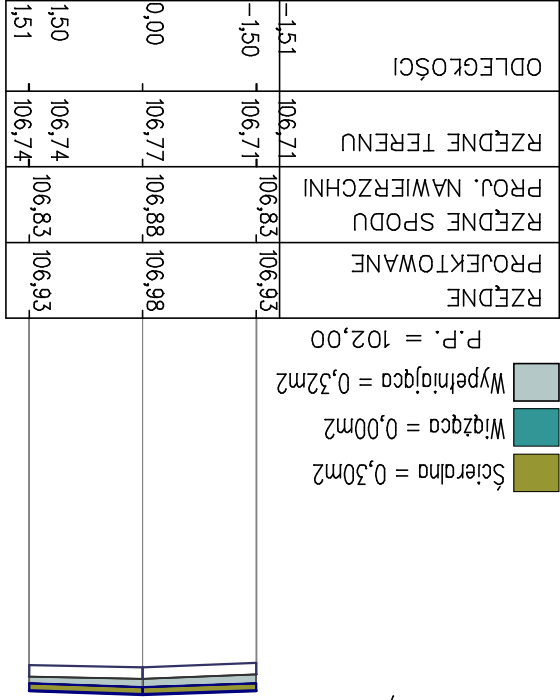 Ścieralna = 0,30m2
Wiążąca = 0,00m2
Wypełniająca = 0,32m2
P.P. = 102,00
RZĘDNE
PROJEKTOWANE
106,93
106,98
106,93
RZĘDNE SPODU
PROJ. NAWIERZCHNI
106,83
106,88
106,83
RZĘDNE TERENU
106,71
106,71
106,77
106,74
106,74
ODLEGŁOŚCI
-1,51
-1,50
0,00
1,50
1,51